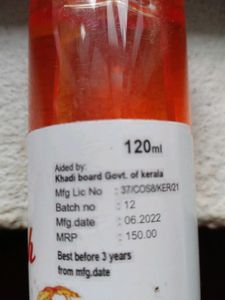 120ml
Aided by:
Khadi board Govt. of kerala
Mfg Lic No : 37/COS8/KER/21
Batch no : 12
Mfg.date : 06.2022
MRP : 150.00
Best before 3 years
from mfg.date